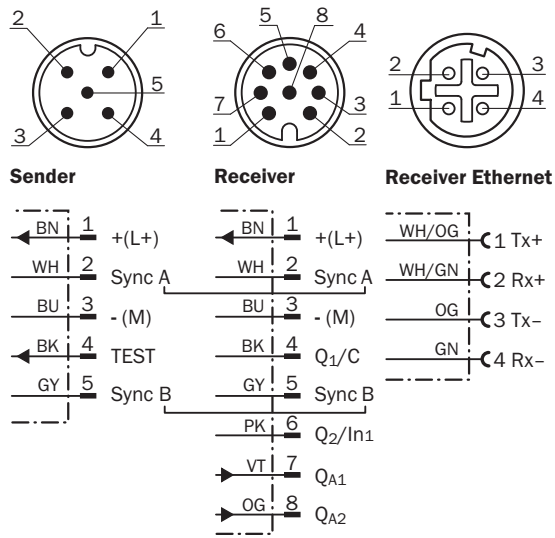 2 1
5
3 4
5 8
6 4
7 3
1 2
2 3
1 4
Sender
BN 1 +(L+)
WH 2 Sync A
BU 3 - (M)
BK 4 TEST
GY 5 Sync B
Receiver
BN 1 +(L+)
WH 2 Sync A
BU 3 - (M)
BK 4 Q1/C
GY 5 Sync B
PK 6 Q2/In1
VT 7 QA1
OG 8 QA2
Receiver Ethernet
WH/OG 1 Tx+
WH/GN 2 Rx+
OG 3 Tx–
GN 4 Rx–